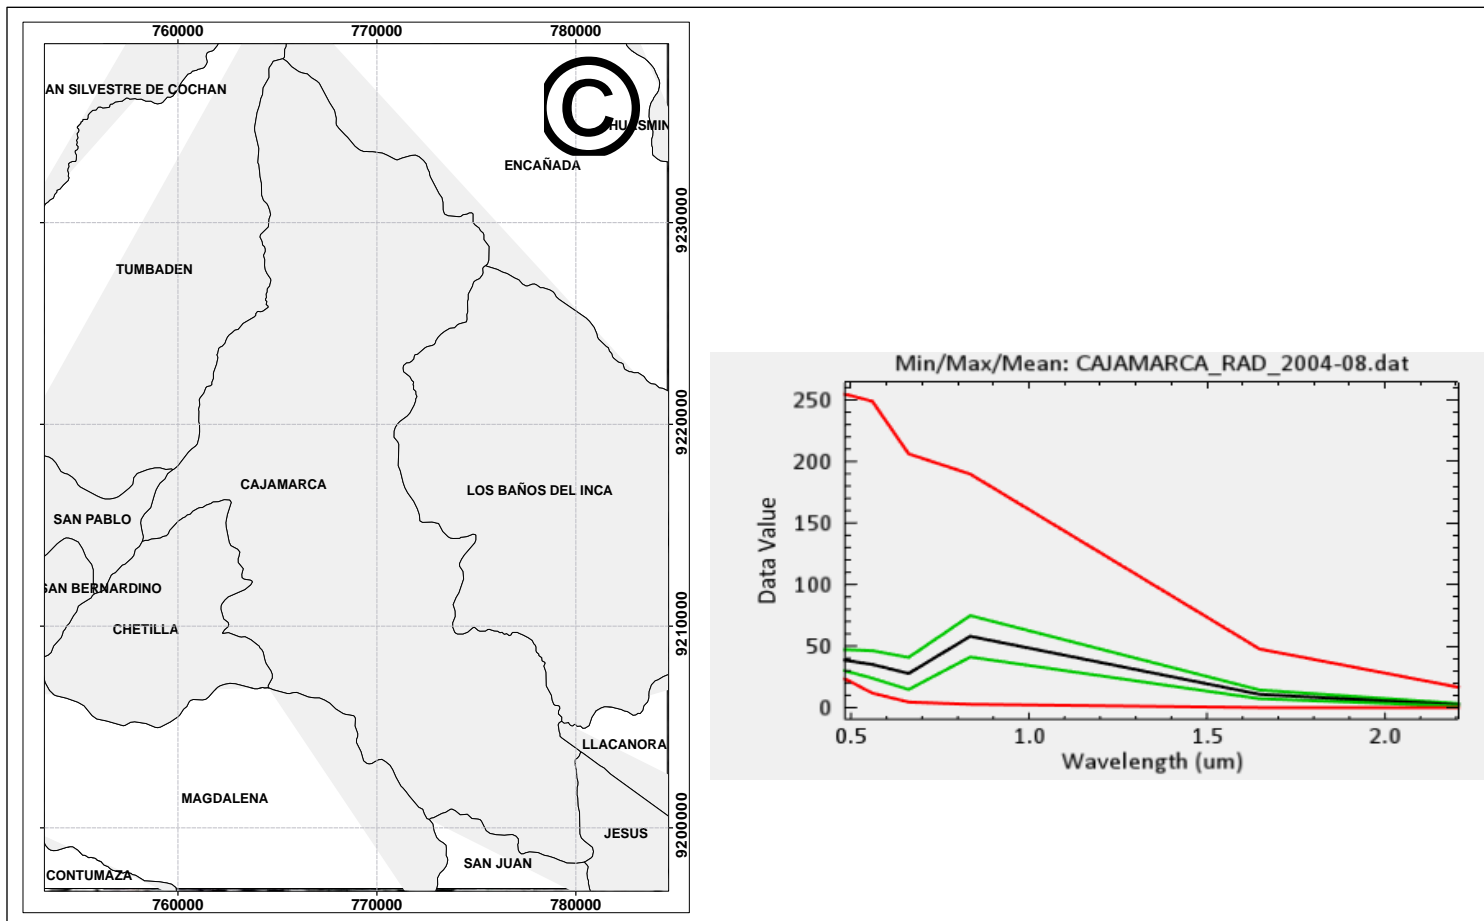 760000 770000 780000
AN SILVESTRE DE COCHAN
©
HUASMIN
ENCAÑADA
9230000
TUMBADEN
9220000
CAJAMARCA
LOS BAÑOS DEL INCA
SAN PABLO
SAN BERNARDINO
CHETILLA
9210000
LLACANORA
MAGDALENA
JESUS
9200000
SAN JUAN
CONTUMAZA
760000 770000 780000
Min/Max/Mean: CAJAMARCA_RAD_2004-08.dat
Data Value
250
200
150
100
50
0
0.5 1.0 1.5 2.0
Wavelength (um)